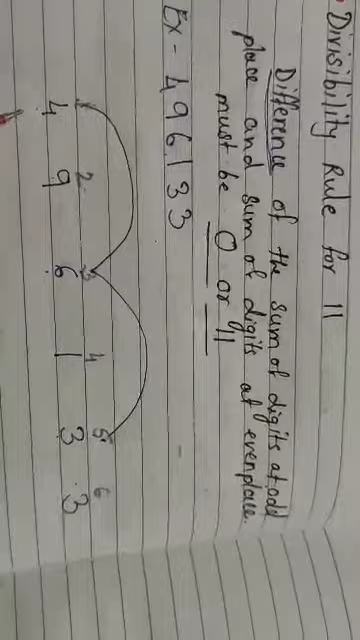 Divisibility Rule for 11
Difference of the sum of digits at odd
place and sum of digits at even place
must be 0 or 11
Ex - 496133
1 2 3 4 5 6
4 9 6 1 3 3